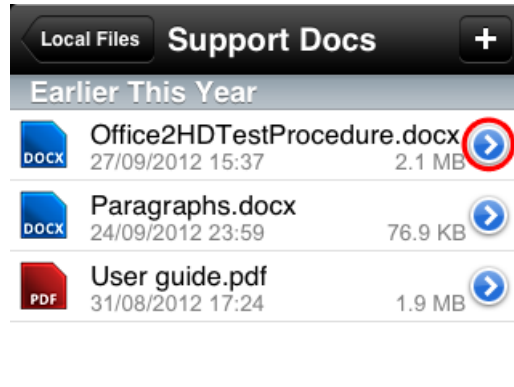 Local Files Support Docs +
Earlier This Year
Office2HDTestProcedure.docx
DOCX 27/09/2012 15:37 2.1 MB
Paragraphs.docx
DOCX 24/09/2012 23:59 76.9 KB
User guide.pdf
PDF 31/08/2012 17:24 1.9 MB